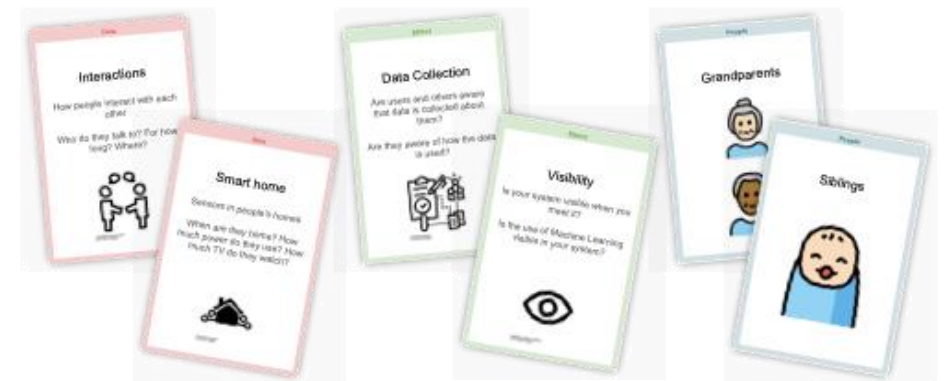 Data
Interactions
How people interact with each
other
Who do they talk to? For how
long? Where?
Data
Smart home
Sensors in people's homes
When are they home? How
much power do they use? How
much TV do they watch?
Data Collection
Are users and others aware
that data is collected about
them?
Are they aware of how the data
is used?
Visibility
Is your system visible when you
meet it?
Is the use of Machine Learning
visible in your system?
People
Grandparents
People
Siblings